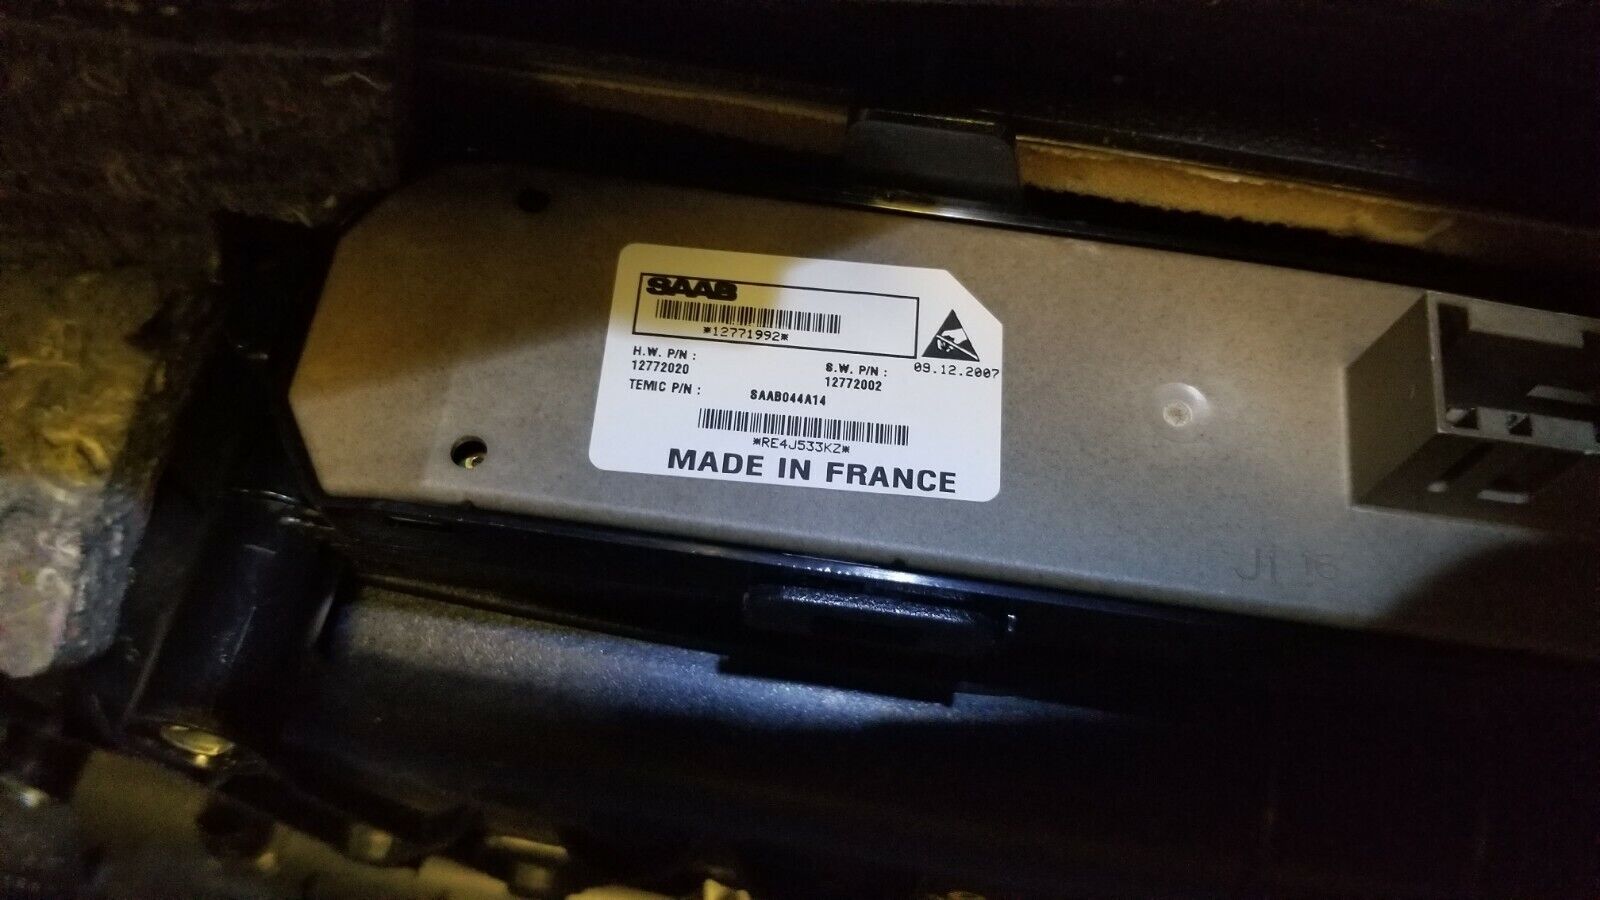 SAAB
*12771992*
H.W. P/N :
12772020
S.W. P/N :
12772002
09.12.2007
TEMIC P/N :
SAAB044A14
*RE4J533KZ*
MADE IN FRANCE